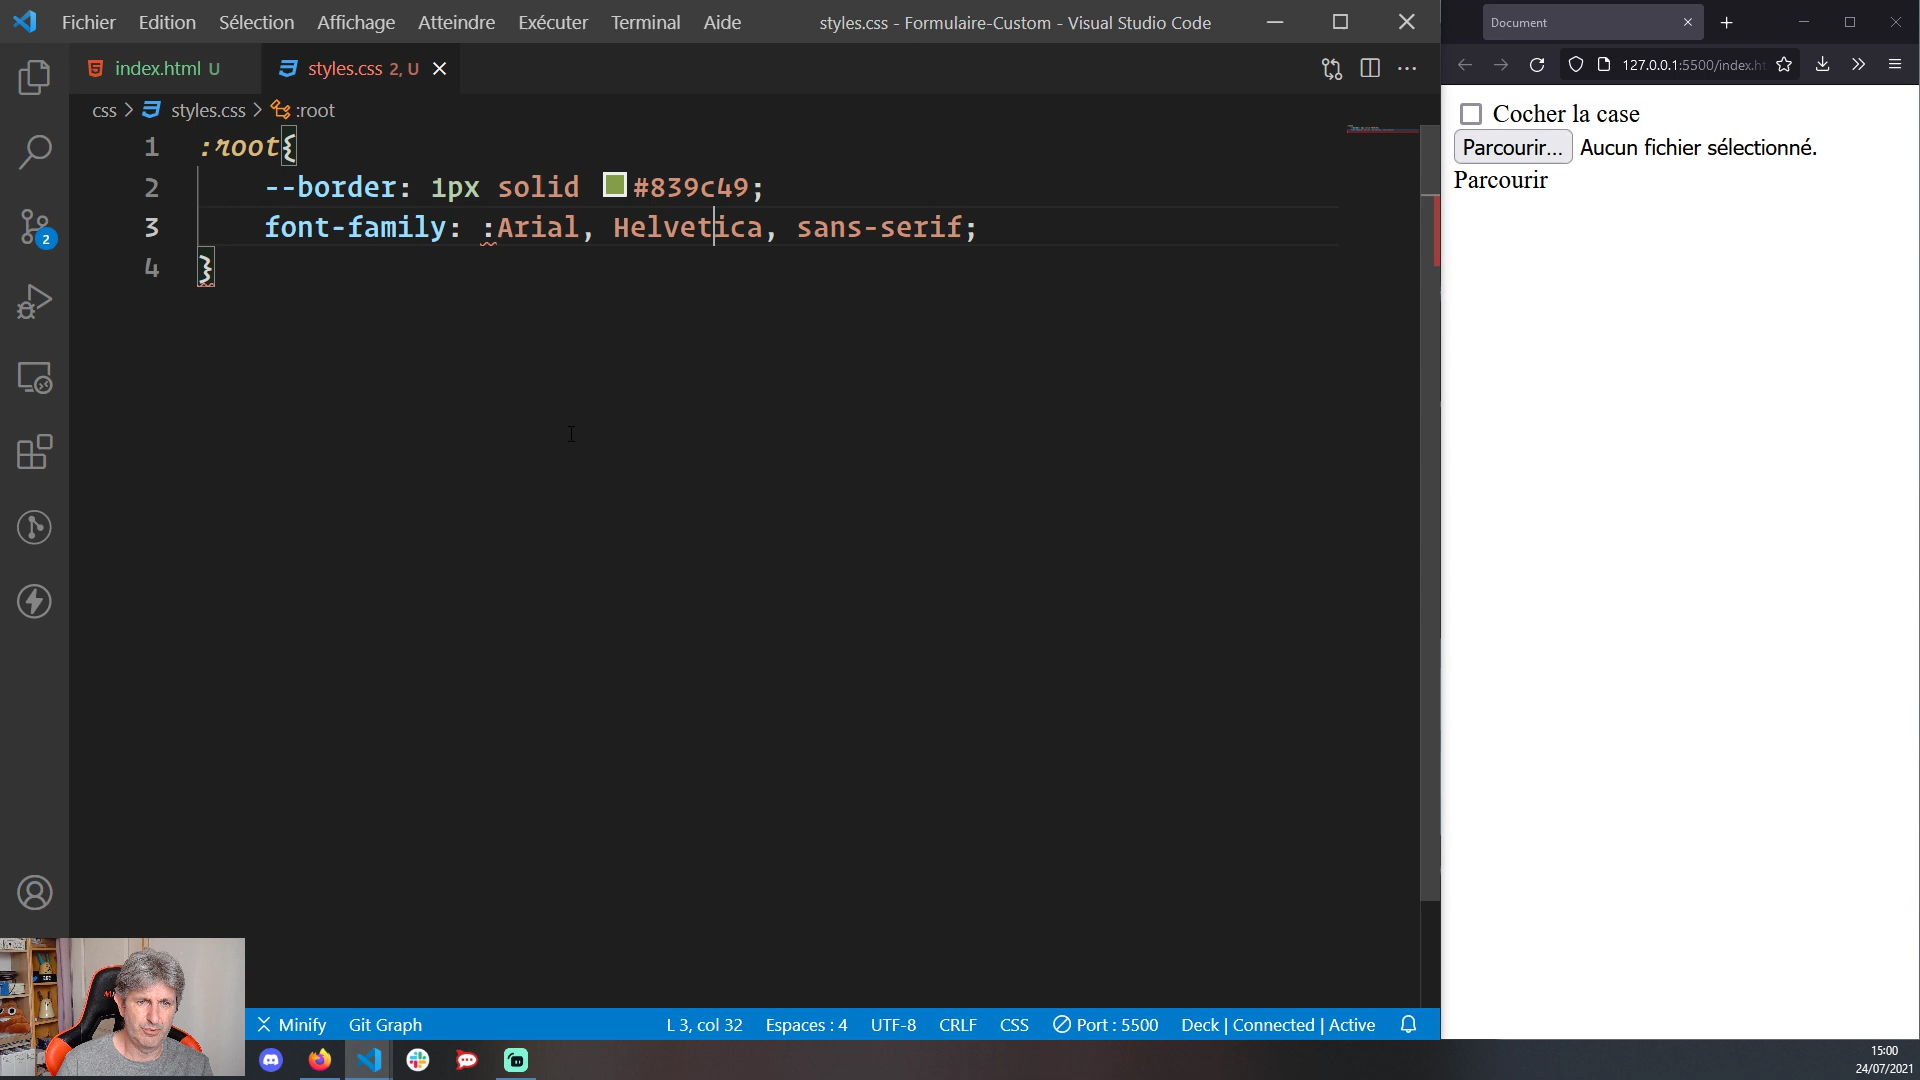 Fichier Edition Sélection Affichage Atteindre Exécuter Terminal Aide styles.css - Formulaire-Custom - Visual Studio Code
index.html U styles.css 2, U
css > styles.css > :root
1 :root{
2 --border: 1px solid #839c49;
3 font-family: :Arial, Helvetica, sans-serif;
4 }
2
Minify Git Graph L 3, col 32 Espaces : 4 UTF-8 CRLF CSS Port : 5500 Deck | Connected | Active
Document
127.0.0.1:5500/index.ht
Cocher la case
Parcourir... Aucun fichier sélectionné.
Parcourir
15:00
24/07/2021